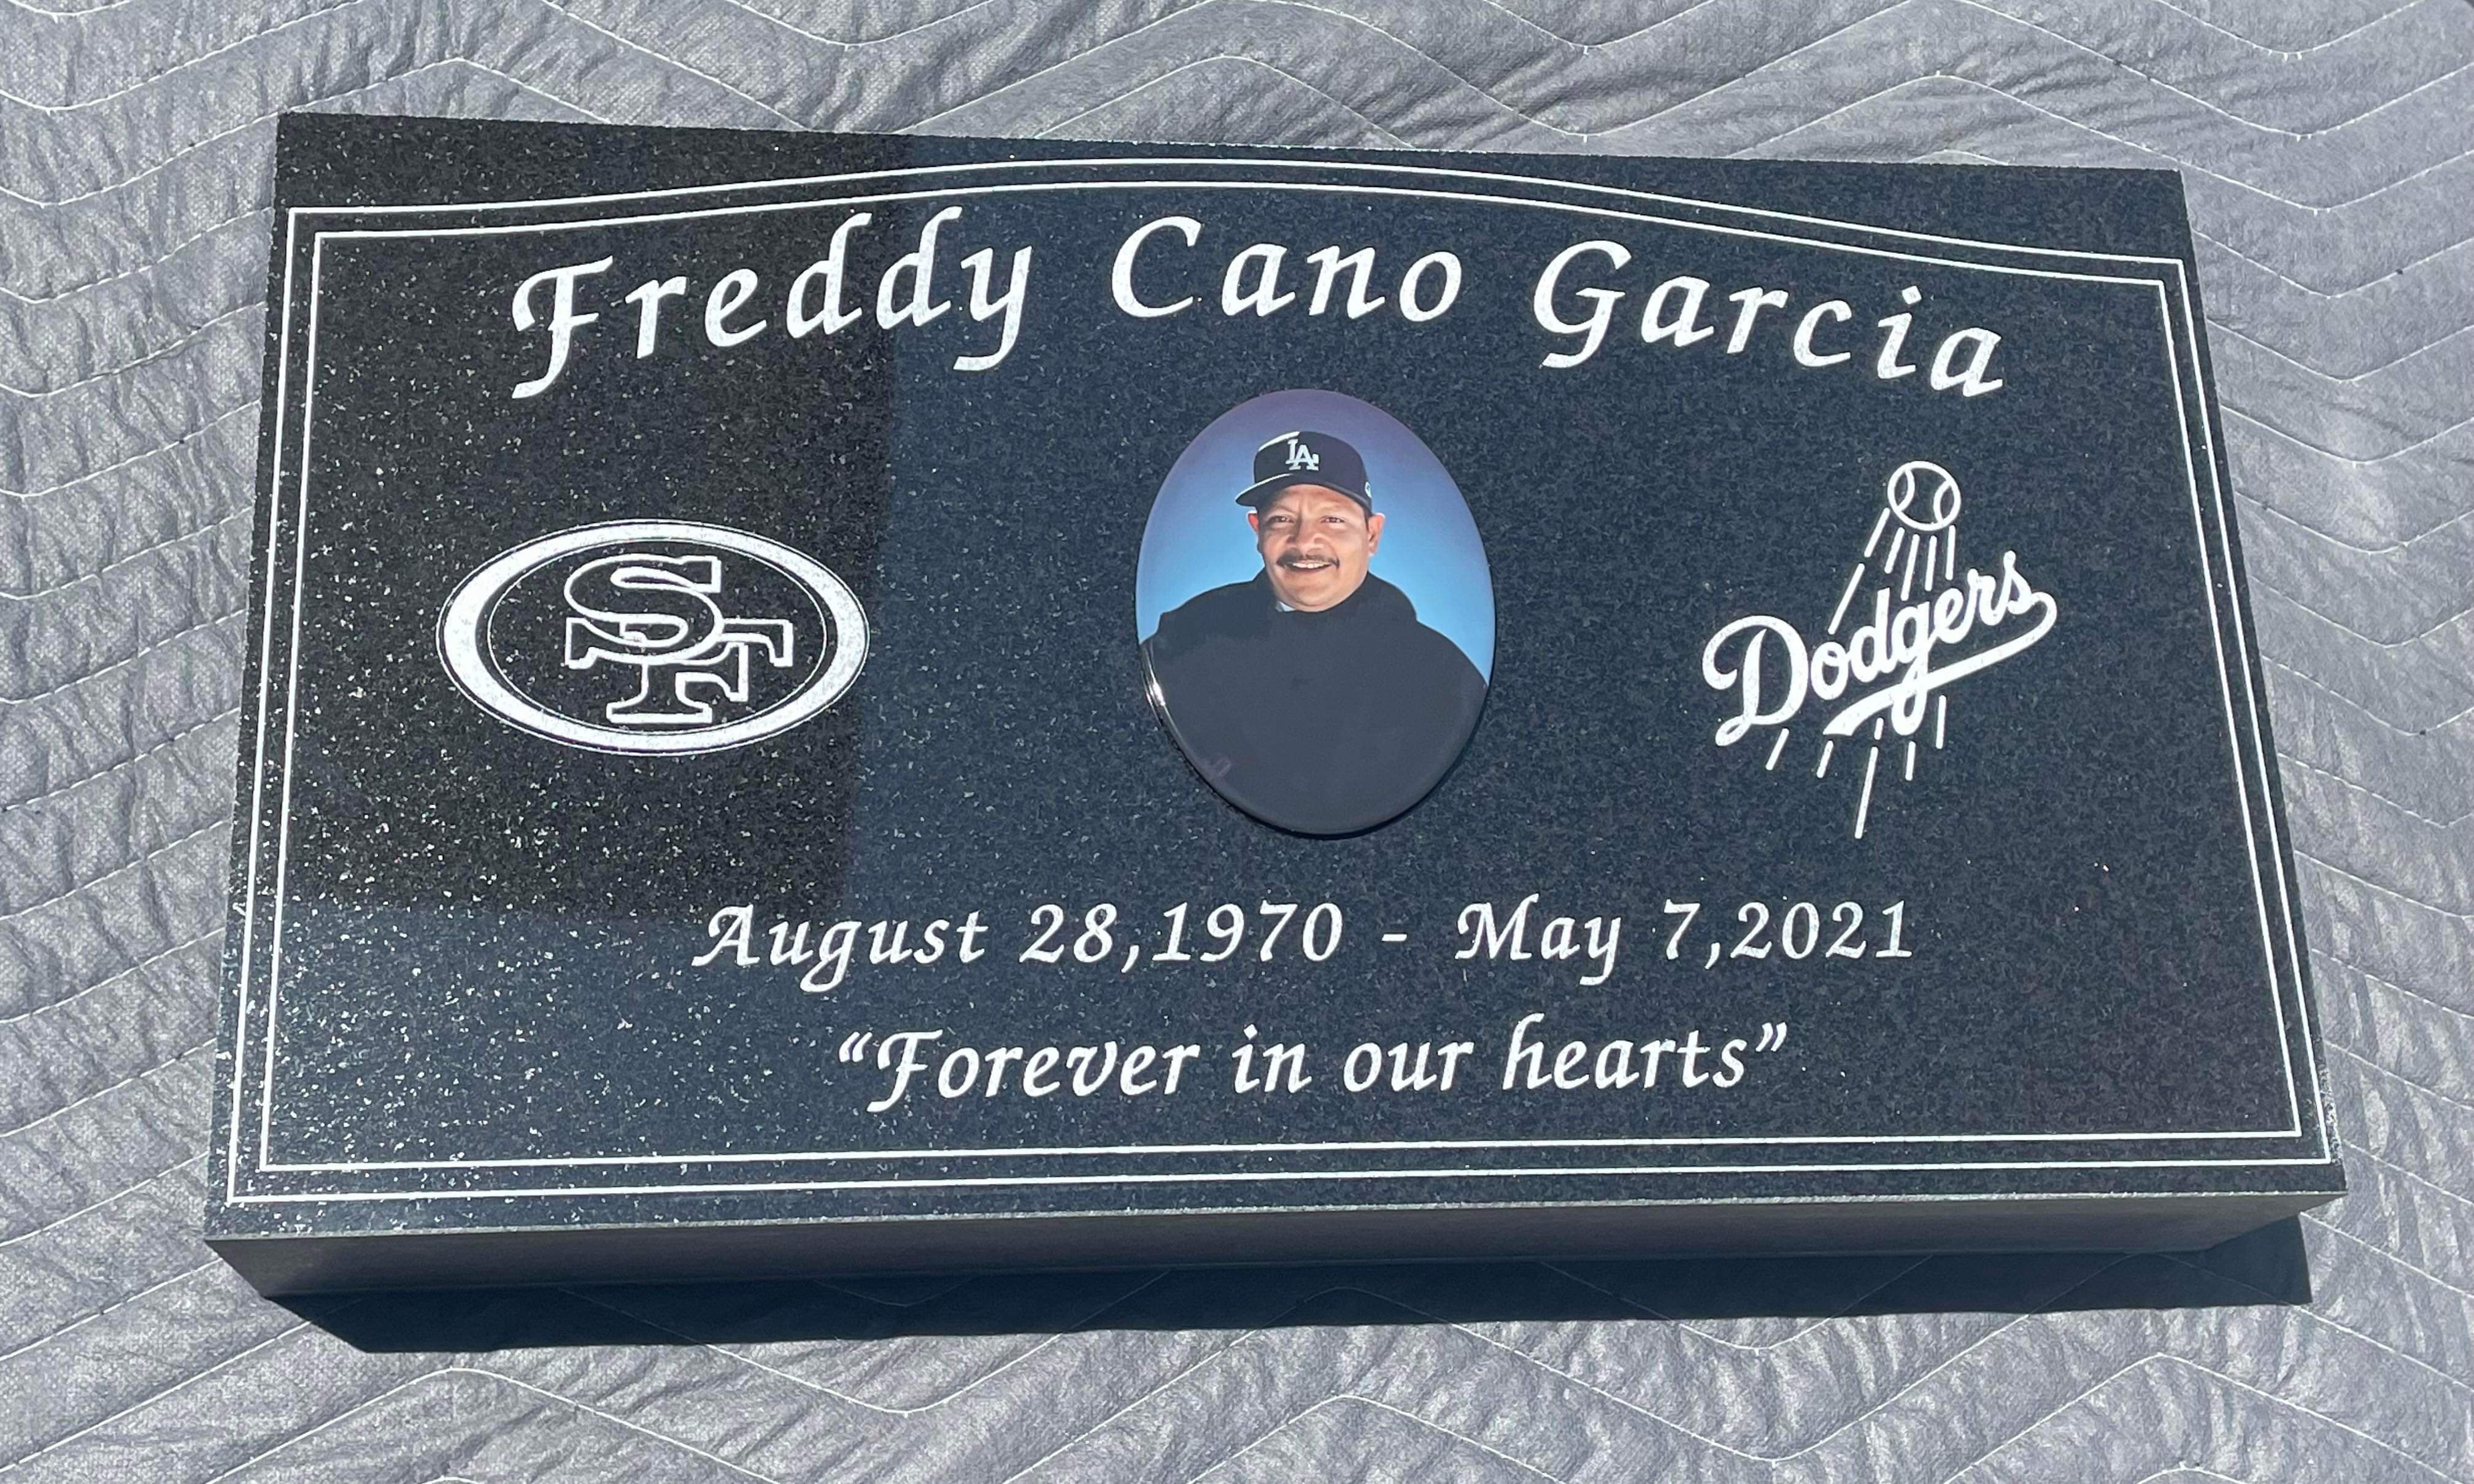 Freddy Cano Garcia
LA
SF
Dodgers
August 28,1970 - May 7,2021
“Forever in our hearts”